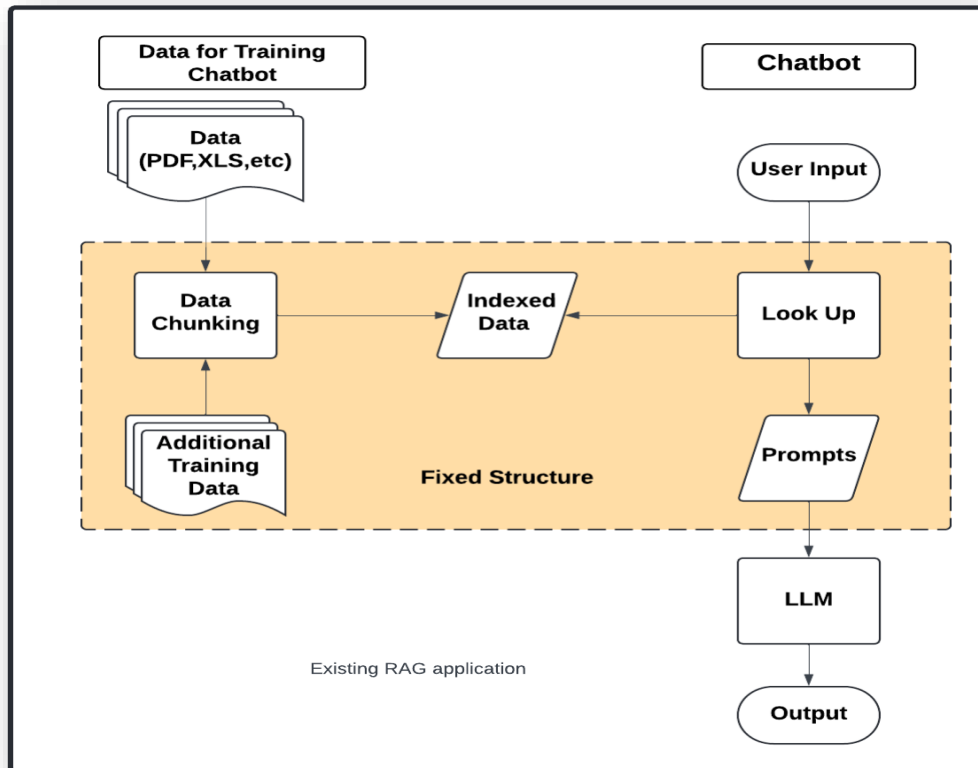 Data for Training
Chatbot
Chatbot
Data
(PDF,XLS,etc)
User Input
Data
Chunking
Indexed
Data
Look Up
Additional
Training
Data
Fixed Structure
Prompts
LLM
Existing RAG application
Output